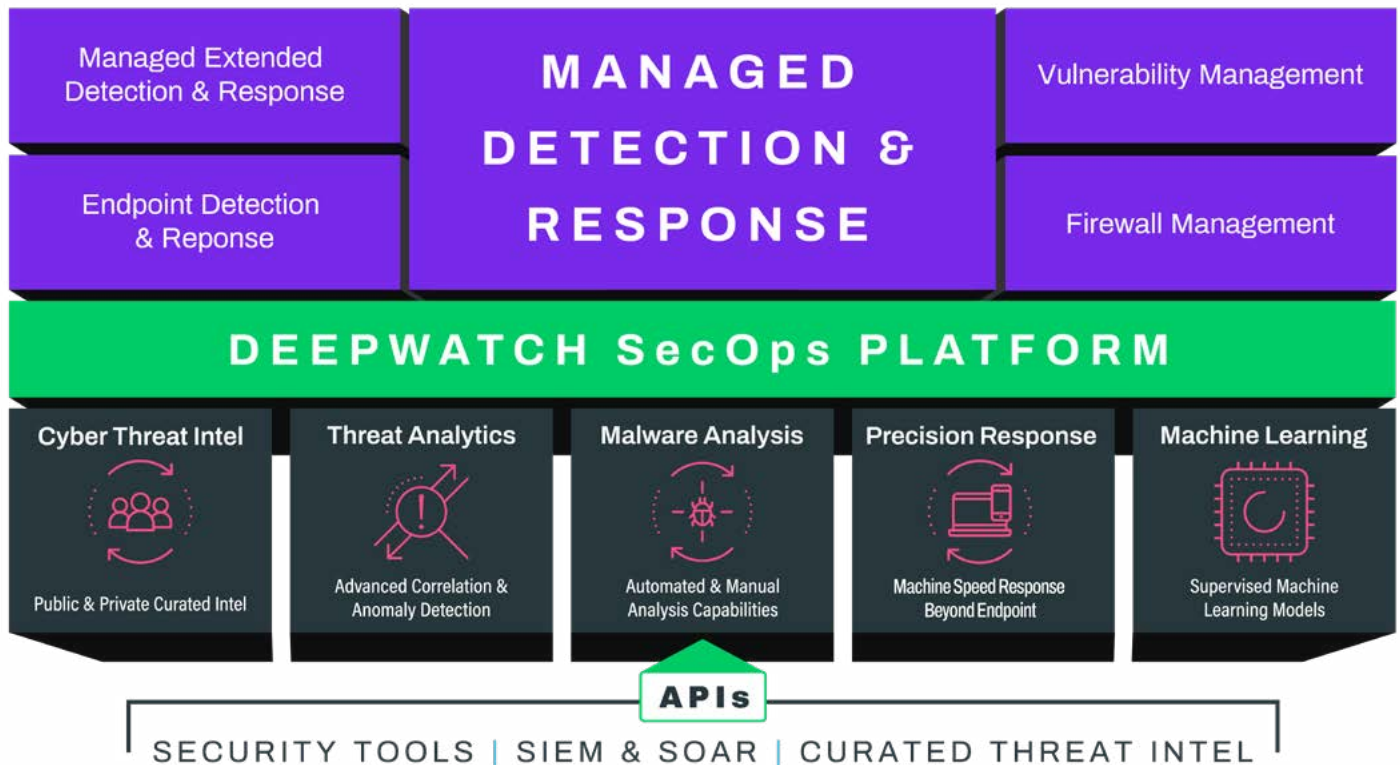 Managed Extended
Detection & Response
Endpoint Detection
& Reponse
MANAGED
DETECTION &
RESPONSE
Vulnerability Management
Firewall Management
DEEPWATCH SecOps PLATFORM
Cyber Threat Intel
Public & Private Curated Intel
Threat Analytics
Advanced Correlation &
Anomaly Detection
Malware Analysis
Automated & Manual
Analysis Capabilities
Precision Response
Machine Speed Response
Beyond Endpoint
Machine Learning
Supervised Machine
Learning Models
APIs
SECURITY TOOLS | SIEM & SOAR | CURATED THREAT INTEL